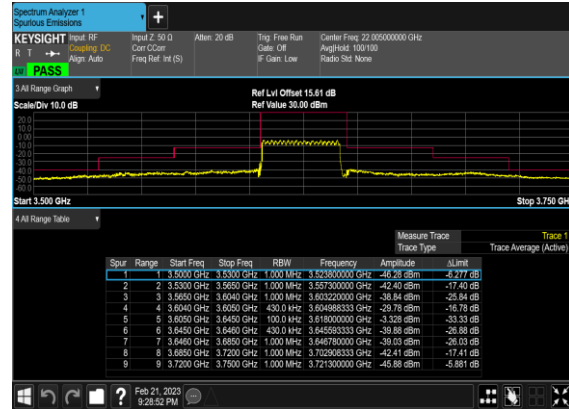 Spectrum Analyzer 1
Spurious Emissions
+
KEYSIGHT Input: RF Input Z: 50 Ω Atten: 20 dB Trig: Free Run Center Freq: 22.005000000 GHz
R T Coupling: DC Corr CCorr Gate: Off Avg|Hold: 100/100
Align: Auto Freq Ref: Int (S) IF Gain: Low Radio Std: None
PASS
3 All Range Graph
Ref Lvl Offset 15.61 dB
Scale/Div 10.0 dB Ref Value 30.00 dBm
20.0
10.0
0.00
-10.0
-20.0
-30.0
-40.0
-50.0
-60.0
Start 3.500 GHz Stop 3.750 GH
4 All Range Table
Measure Trace Trace 1
Trace Type Trace Average (Active)
Spur Range Start Freq Stop Freq RBW Frequency Amplitude ΔLimit
1 1 3.5000 GHz 3.5300 GHz 1.000 MHz 3.523800000 GHz -46.28 dBm -6.277 dB
2 2 3.5300 GHz 3.5650 GHz 1.000 MHz 3.557300000 GHz -42.40 dBm -17.40 dB
3 3 3.5650 GHz 3.6040 GHz 1.000 MHz 3.603220000 GHz -38.84 dBm -25.84 dB
4 4 3.6040 GHz 3.6050 GHz 430.0 kHz 3.604988333 GHz -29.78 dBm -16.78 dB
5 5 3.6050 GHz 3.6450 GHz 100.0 kHz 3.618000000 GHz -3.328 dBm -33.33 dB
6 6 3.6450 GHz 3.6460 GHz 430.0 kHz 3.645593333 GHz -39.88 dBm -26.88 dB
7 7 3.6460 GHz 3.6850 GHz 1.000 MHz 3.646780000 GHz -39.03 dBm -26.03 dB
8 8 3.6850 GHz 3.7200 GHz 1.000 MHz 3.702908333 GHz -42.41 dBm -17.41 dB
9 9 3.7200 GHz 3.7500 GHz 1.000 MHz 3.721300000 GHz -45.88 dBm -5.881 dB
? Feb 21, 2023
9:28:52 PM